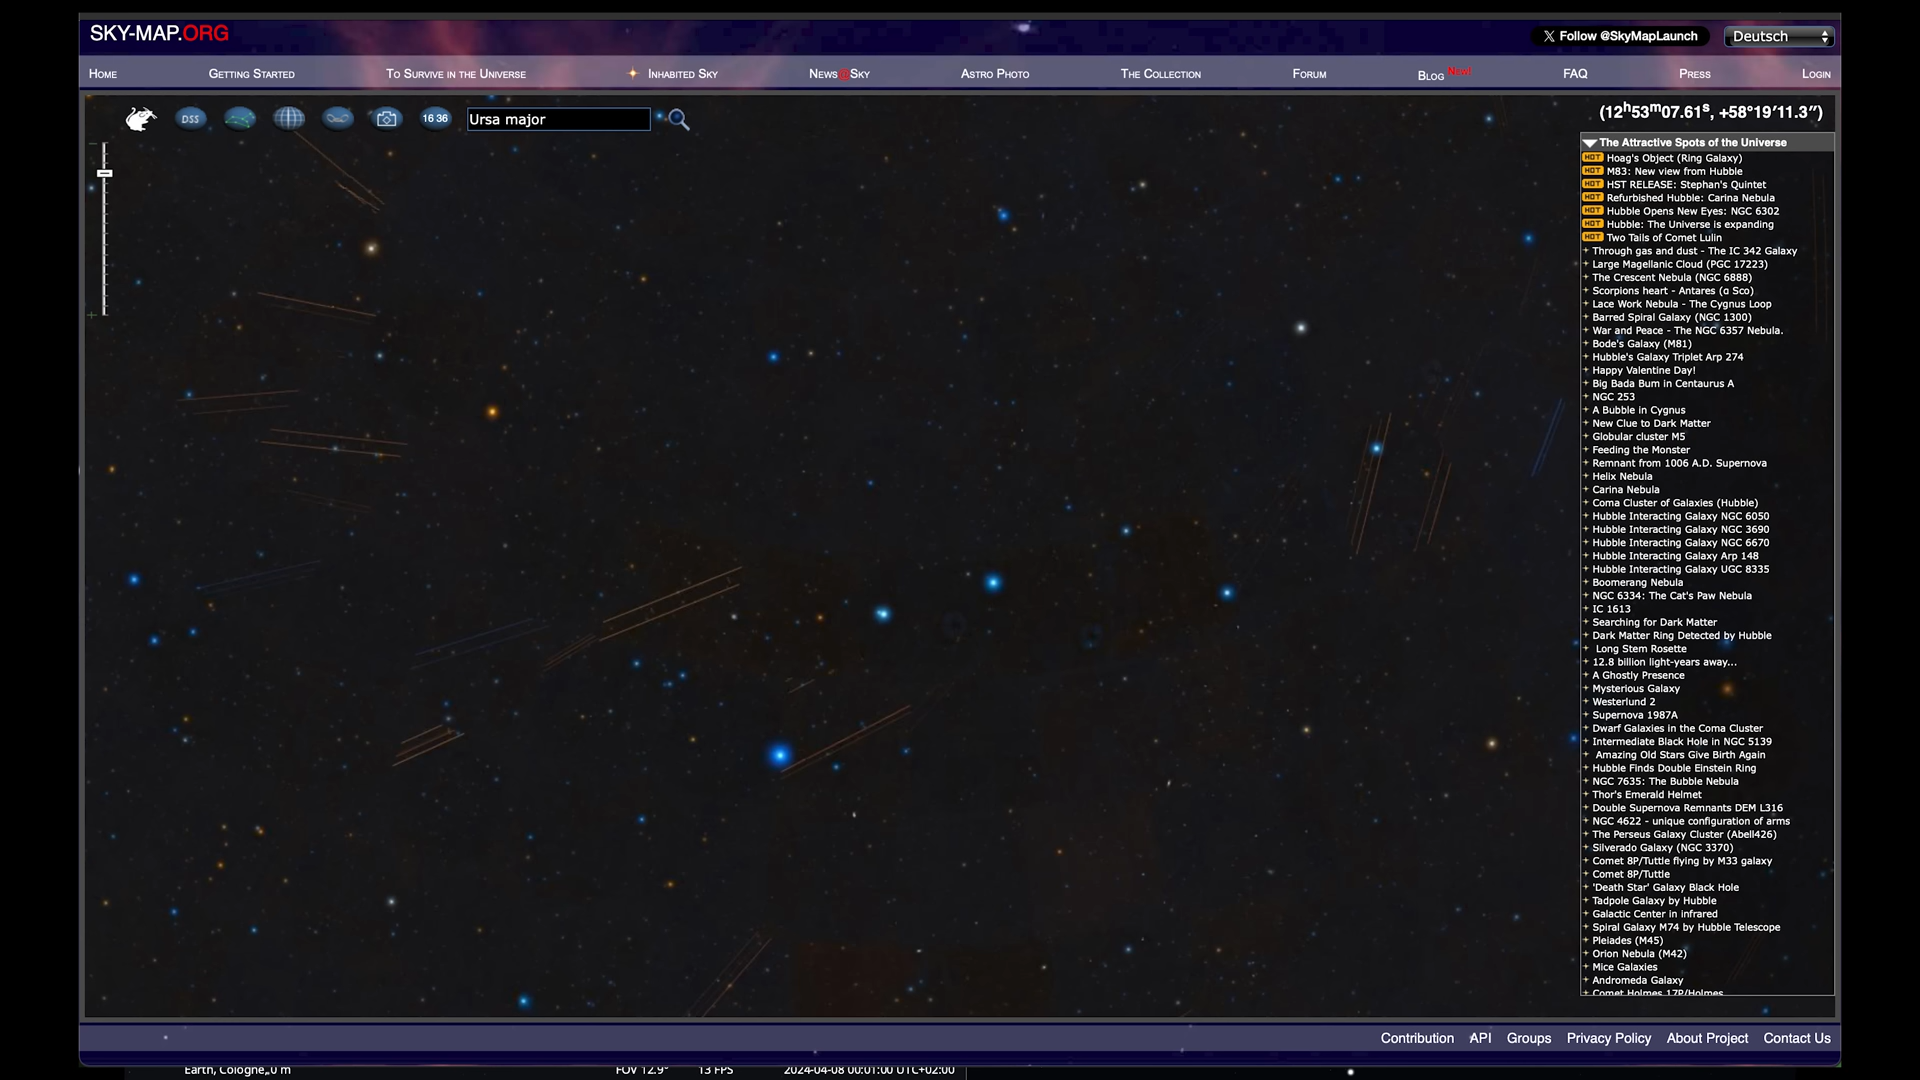 SKY-MAP.ORG
Follow @SkyMapLaunch
Deutsch
Home
Getting Started
To Survive in the Universe
Inhabited Sky
News@Sky
Astro Photo
The Collection
Forum
Blog New!
FAQ
Press
Login
DSS
16 36
Ursa major
(12h53m07.61s, +58°19′11.3″)
The Attractive Spots of the Universe
HOT Hoag's Object (Ring Galaxy)
HOT M83: New view from Hubble
HOT HST RELEASE: Stephan's Quintet
HOT Refurbished Hubble: Carina Nebula
HOT Hubble Opens New Eyes: NGC 6302
HOT Hubble: The Universe is expanding
HOT Two Tails of Comet Lulin
+ Through gas and dust - The IC 342 Galaxy
+ Large Magellanic Cloud (PGC 17223)
+ The Crescent Nebula (NGC 6888)
+ Scorpions heart - Antares (α Sco)
+ Lace Work Nebula - The Cygnus Loop
+ Barred Spiral Galaxy (NGC 1300)
+ War and Peace - The NGC 6357 Nebula.
+ Bode's Galaxy (M81)
+ Hubble's Galaxy Triplet Arp 274
+ Happy Valentine Day!
+ Big Bada Bum in Centaurus A
+ NGC 253
+ A Bubble in Cygnus
+ New Clue to Dark Matter
+ Globular cluster M5
+ Feeding the Monster
+ Remnant from 1006 A.D. Supernova
+ Helix Nebula
+ Carina Nebula
+ Coma Cluster of Galaxies (Hubble)
+ Hubble Interacting Galaxy NGC 6050
+ Hubble Interacting Galaxy NGC 3690
+ Hubble Interacting Galaxy NGC 6670
+ Hubble Interacting Galaxy Arp 148
+ Hubble Interacting Galaxy UGC 8335
+ Boomerang Nebula
+ NGC 6334: The Cat's Paw Nebula
+ IC 1613
+ Searching for Dark Matter
+ Dark Matter Ring Detected by Hubble
+ Long Stem Rosette
+ 12.8 billion light-years away...
+ A Ghostly Presence
+ Mysterious Galaxy
+ Westerlund 2
+ Supernova 1987A
+ Dwarf Galaxies in the Coma Cluster
+ Intermediate Black Hole in NGC 5139
+ Amazing Old Stars Give Birth Again
+ Hubble Finds Double Einstein Ring
+ NGC 7635: The Bubble Nebula
+ Thor's Emerald Helmet
+ Double Supernova Remnants DEM L316
+ NGC 4622 - unique configuration of arms
+ The Perseus Galaxy Cluster (Abell426)
+ Silverado Galaxy (NGC 3370)
+ Comet 8P/Tuttle flying by M33 galaxy
+ Comet 8P/Tuttle
+ 'Death Star' Galaxy Black Hole
+ Tadpole Galaxy by Hubble
+ Galactic Center in infrared
+ Spiral Galaxy M74 by Hubble Telescope
+ Pleiades (M45)
+ Orion Nebula (M42)
+ Mice Galaxies
+ Andromeda Galaxy
+ Comet Holmes 17P/Holmes
Contribution
API
Groups
Privacy Policy
About Project
Contact Us
Earth, Cologne, 0 m
FOV 12.9°
13 FPS
2024-04-08 00:01:00 UTC+02:00